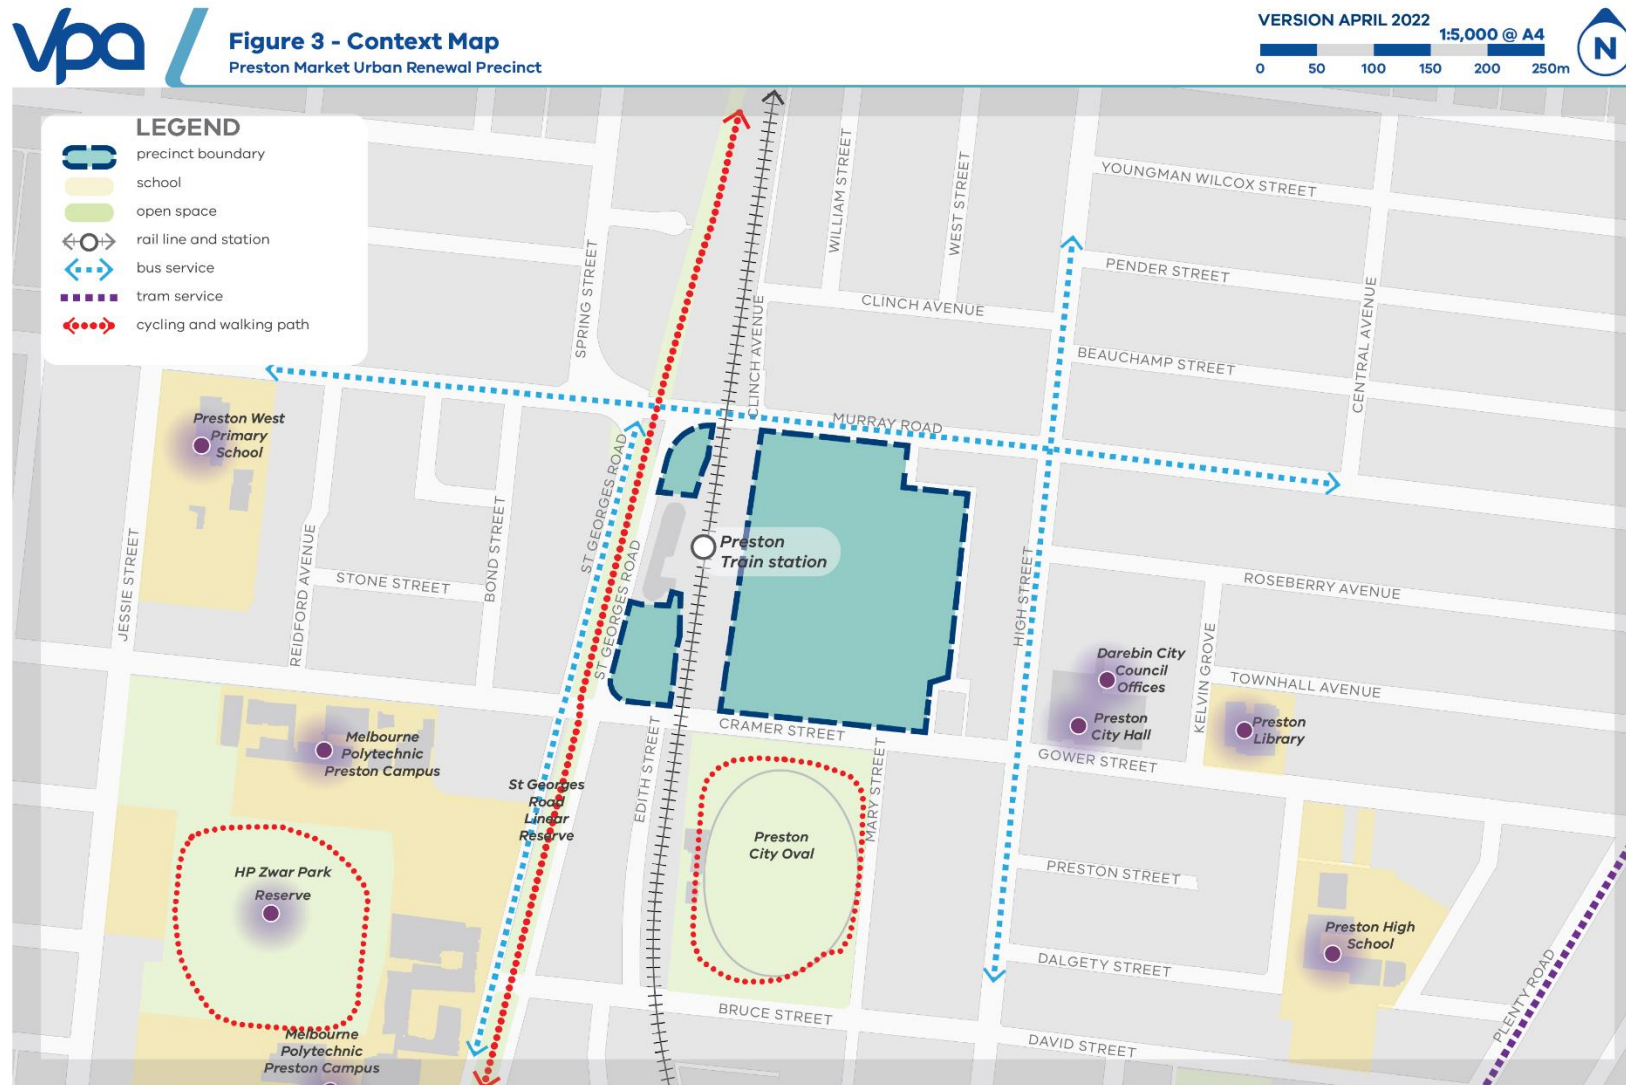 vpa
Figure 3 - Context Map
Preston Market Urban Renewal Precinct
VERSION APRIL 2022
1:5,000 @ A4
0 50 100 150 200 250m
N
LEGEND
precinct boundary
school
open space
rail line and station
bus service
tram service
cycling and walking path
SPRING STREET
WILLIAM STREET
WEST STREET
YOUNGMAN WILCOX STREET
PENDER STREET
CLINCH AVENUE
CLINCH AVENUE
CENTRAL AVENUE
BEAUCHAMP STREET
MURRAY ROAD
Preston West
Primary
School
ST GEORGES ROAD
ST GEORGES ROAD
JESSIE STREET
REIDFORD AVENUE
BOND STREET
STONE STREET
Preston
Train station
HIGH STREET
ROSEBERRY AVENUE
KELVIN GROVE
Darebin City
Council
Offices
TOWNHALL AVENUE
Preston
City Hall
Preston
Library
CRAMER STREET
GOWER STREET
Melbourne
Polytechnic
Preston Campus
EDITH STREET
MARY STREET
St Georges
Road
Linear
Reserve
Preston
City Oval
HP Zwar Park
Reserve
PRESTON STREET
Preston High
School
DALGETY STREET
PLENTY ROAD
BRUCE STREET
DAVID STREET
Melbourne
Polytechnic
Preston Campus